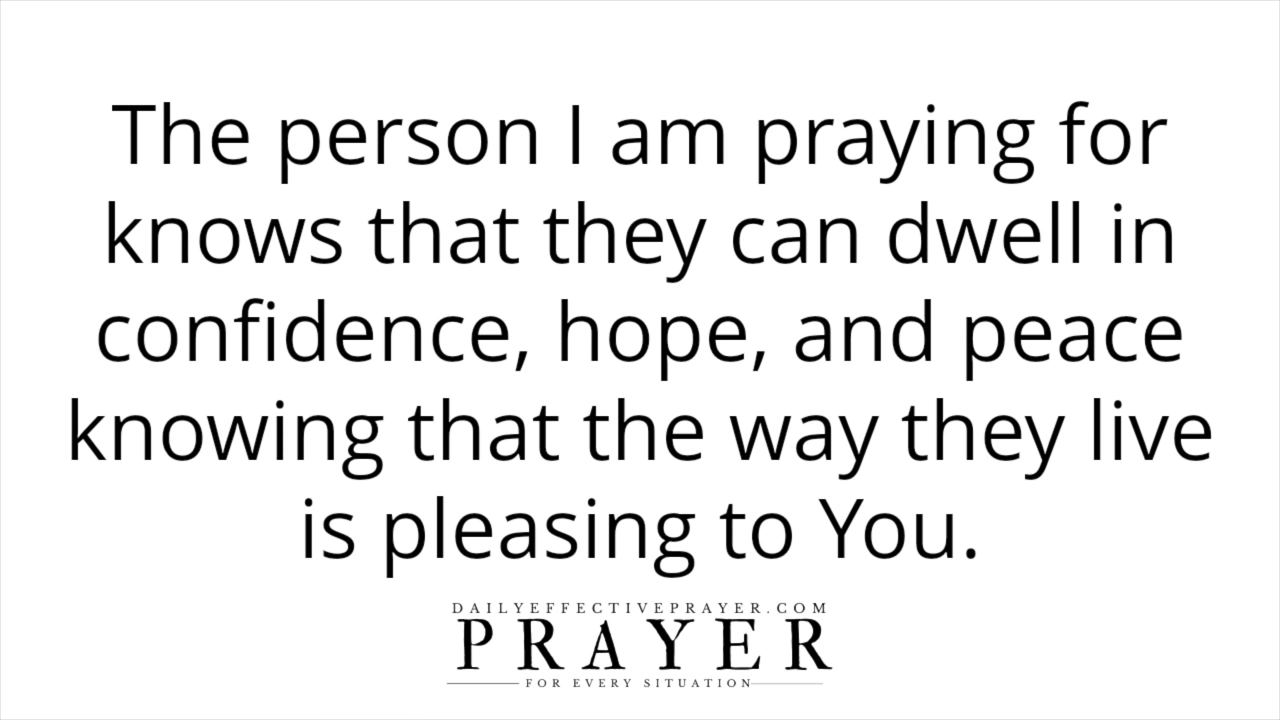 The person I am praying for
knows that they can dwell in
confidence, hope, and peace
knowing that the way they live
is pleasing to You.
DAILYEFFECTIVEPRAYER.COM
PRAYER
FOR EVERY SITUATION